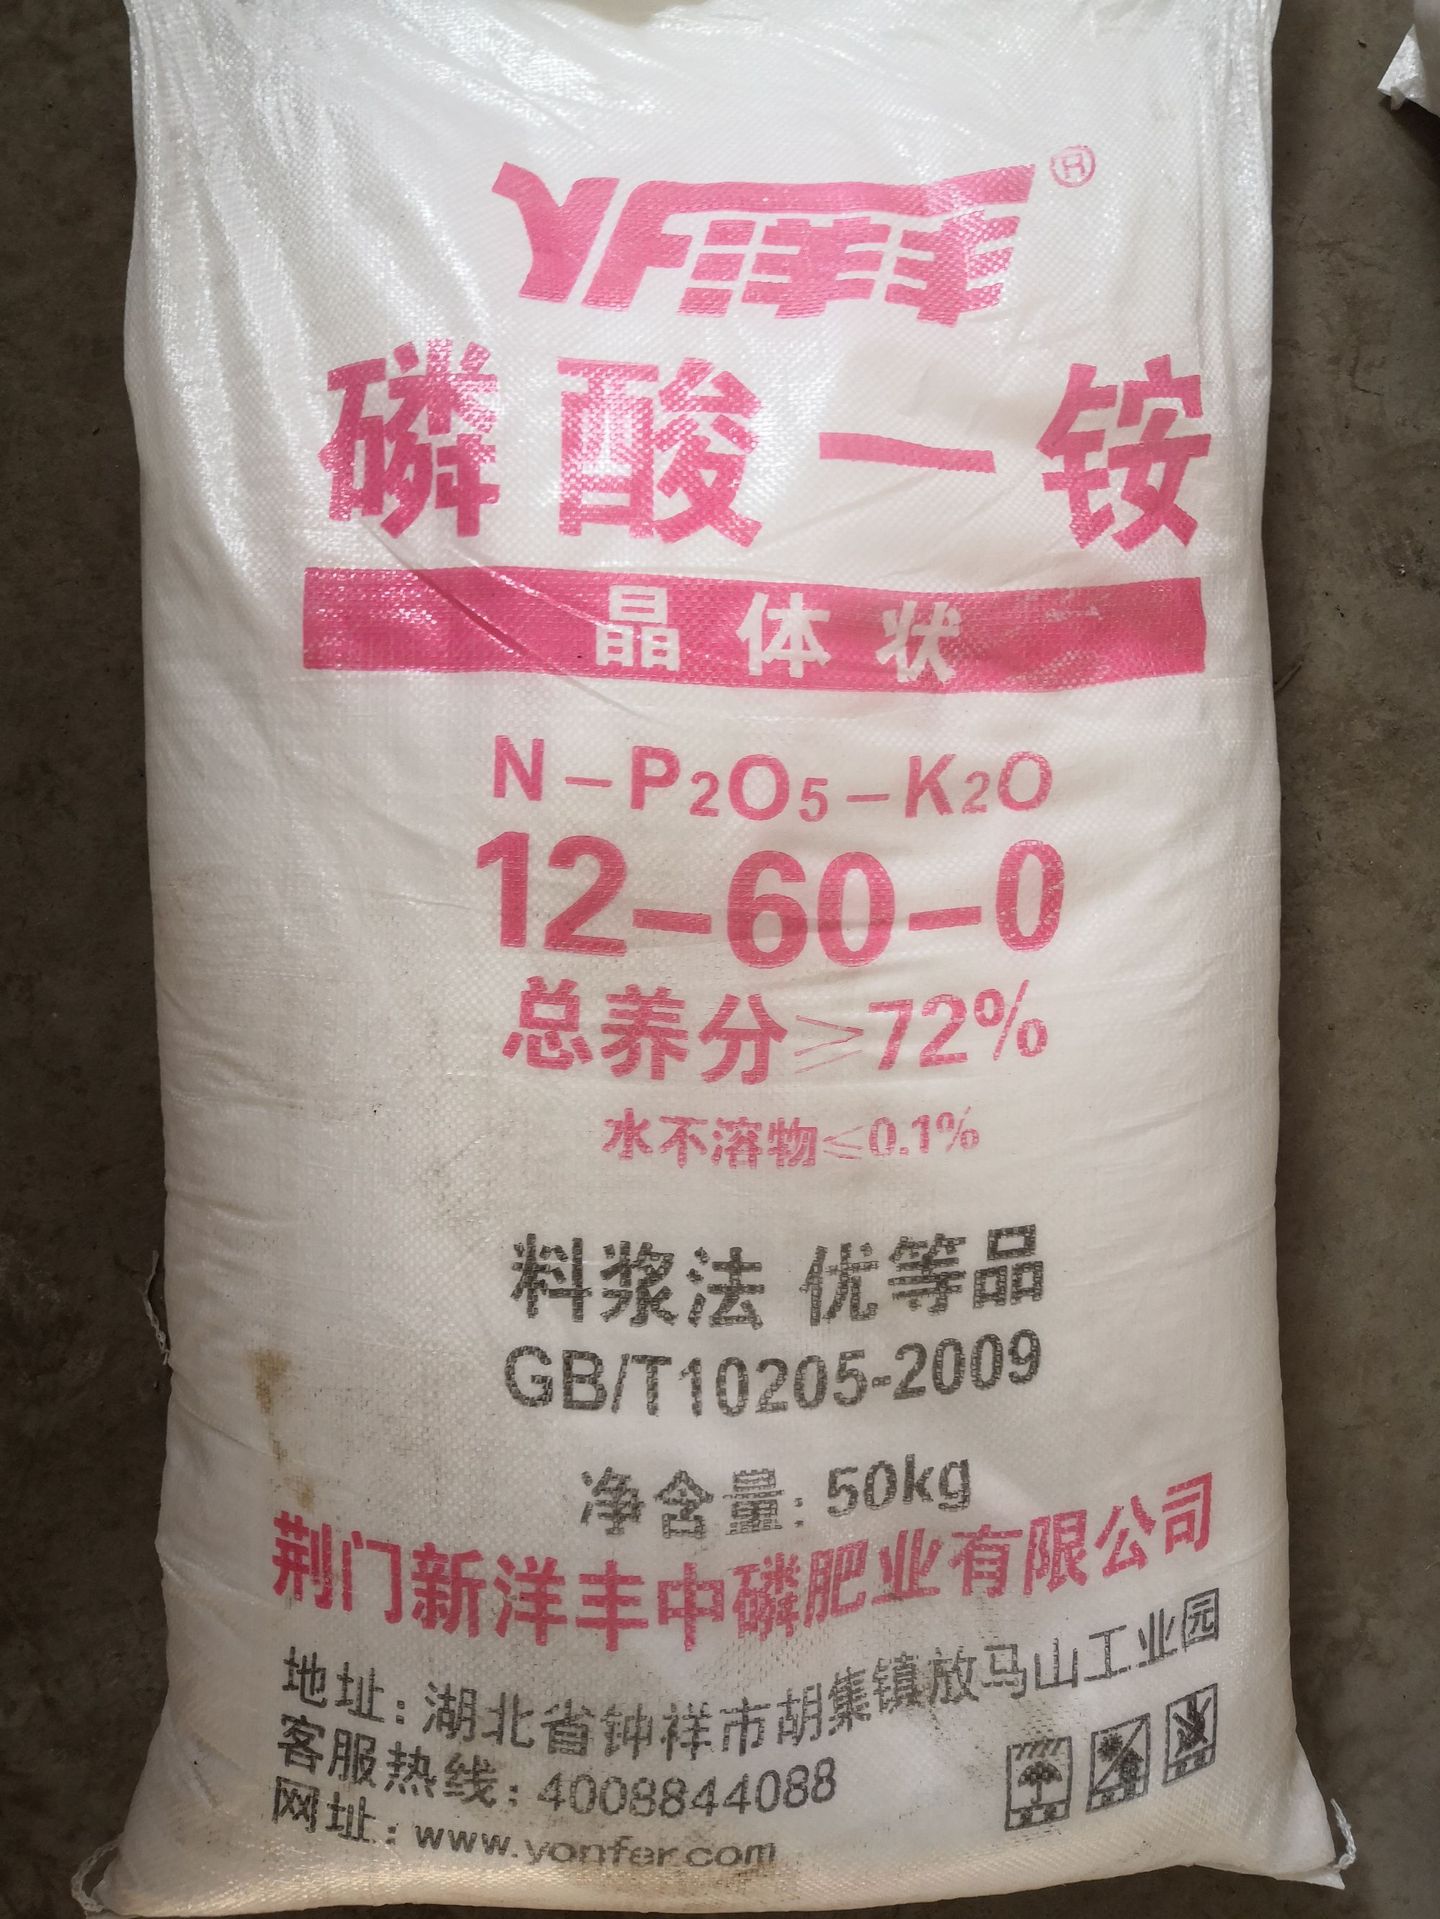 YF洋丰®
磷酸一铵
晶体状
N-P2O5-K2O
12-60-0
总养分≥72%
水不溶物≤0.1%
料浆法 优等品
GB/T10205-2009
净含量:50kg
荆门新洋丰中磷肥业有限公司
地址:湖北省钟祥市胡集镇放马山工业园
客服热线:4008844088
网址:www.yonfer.com